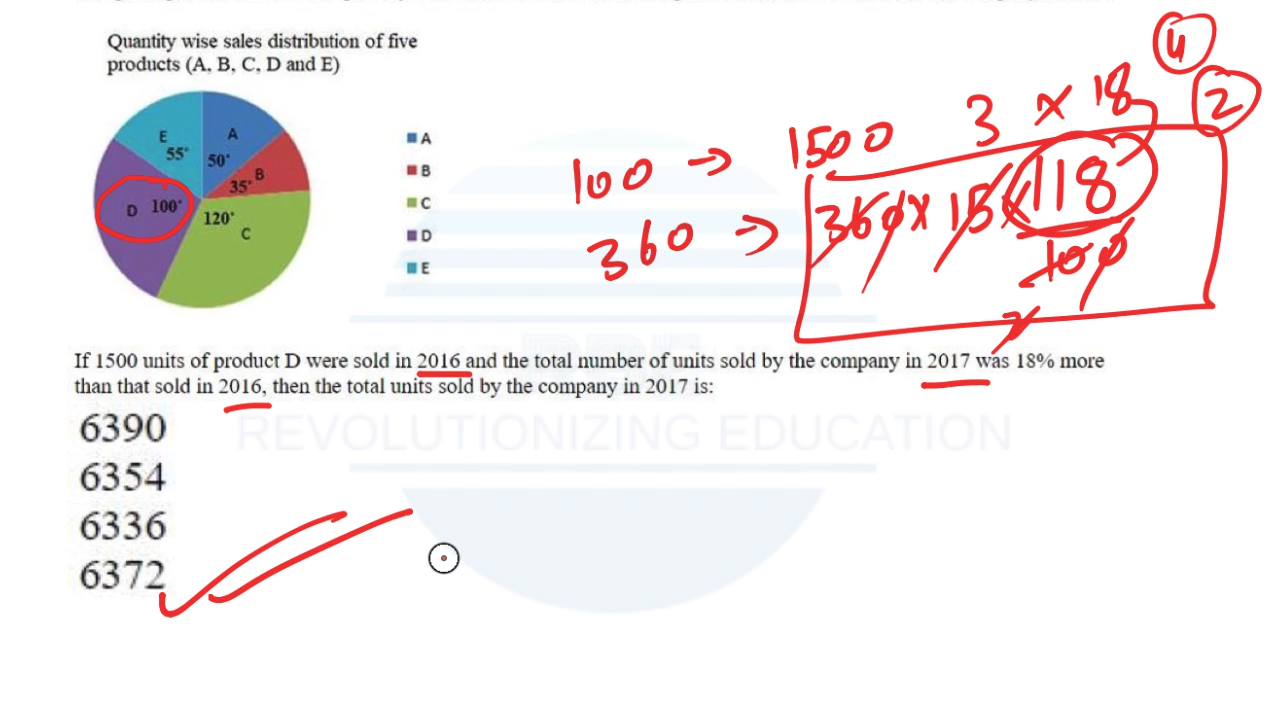 Quantity wise sales distribution of five
products (A, B, C, D and E)
E
55°
A
50°
B
35°
D 100°
120°
C
A
B
C
D
E
4
3 × 18
2
100 → 1500
360 → 360 × 15 × 118
100
If 1500 units of product D were sold in 2016 and the total number of units sold by the company in 2017 was 18% more
than that sold in 2016, then the total units sold by the company in 2017 is:
REVOLUTIONIZING EDUCATION
6390
6354
6336
6372